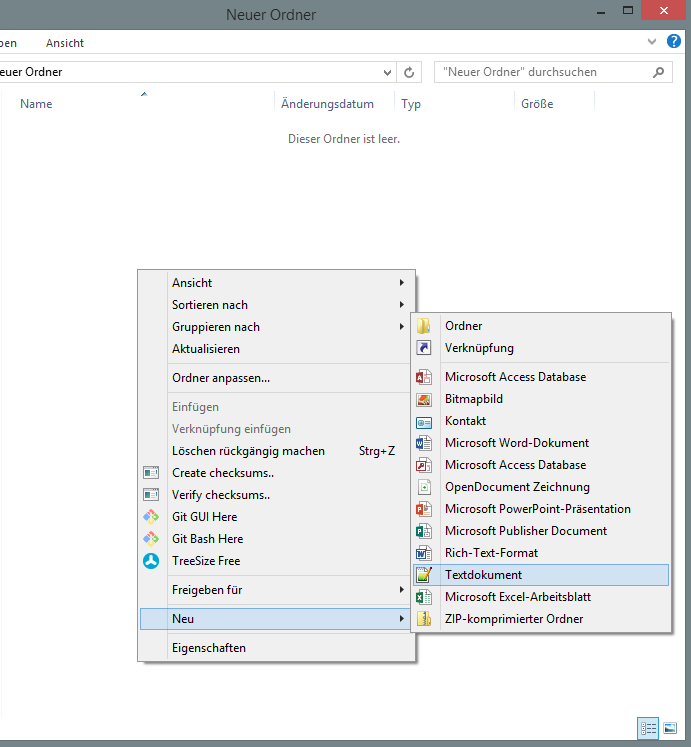 Neuer Ordner
ben Ansicht
euer Ordner "Neuer Ordner" durchsuchen
Name Änderungsdatum Typ Größe
Dieser Ordner ist leer.
Ansicht
Sortieren nach
Gruppieren nach
Aktualisieren
Ordner anpassen...
Einfügen
Verknüpfung einfügen
Löschen rückgängig machen Strg+Z
Create checksums..
Verify checksums..
Git GUI Here
Git Bash Here
TreeSize Free
Freigeben für
Neu
Eigenschaften
Ordner
Verknüpfung
Microsoft Access Database
Bitmapbild
Kontakt
Microsoft Word-Dokument
Microsoft Access Database
OpenDocument Zeichnung
Microsoft PowerPoint-Präsentation
Microsoft Publisher Document
Rich-Text-Format
Textdokument
Microsoft Excel-Arbeitsblatt
ZIP-komprimierter Ordner